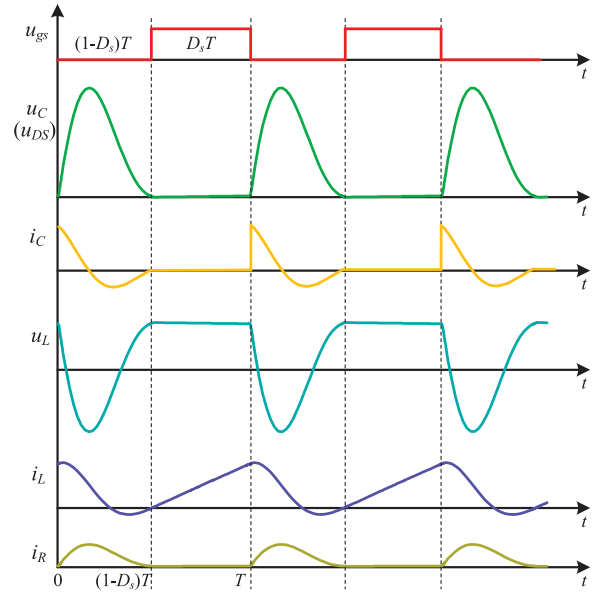 u_gs
(1-D_s)T
D_sT
t
u_C
(u_DS)
t
i_C
t
u_L
t
i_L
t
i_R
0
(1-D_s)T
T
t